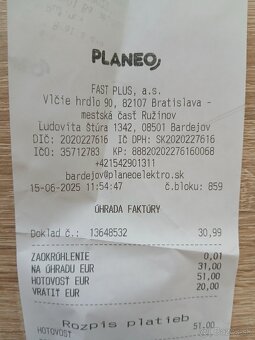 PLANEO
FAST PLUS, a.s.
Vlčie hrdlo 90, 82107 Bratislava -
mestská časť Ružinov
Ľudovíta Štúra 1342, 08501 Bardejov
DIČ: 2020227616 IČ DPH: SK2020227616
IČO: 35712783 KP: 88820202276160068
+421542901311
bardejov@planeoelektro.sk
15-06-2025 11:54:47 č.bloku: 859
ÚHRADA FAKTÚRY
Doklad č.: 13648532 30,99
ZAOKRÚHLENIE 0,01
NA ÚHRADU EUR 31,00
HOTOVOSŤ EUR 51,00
VRÁTIŤ EUR 20,00
Rozpis platieb
HOTOVOSŤ 51,00